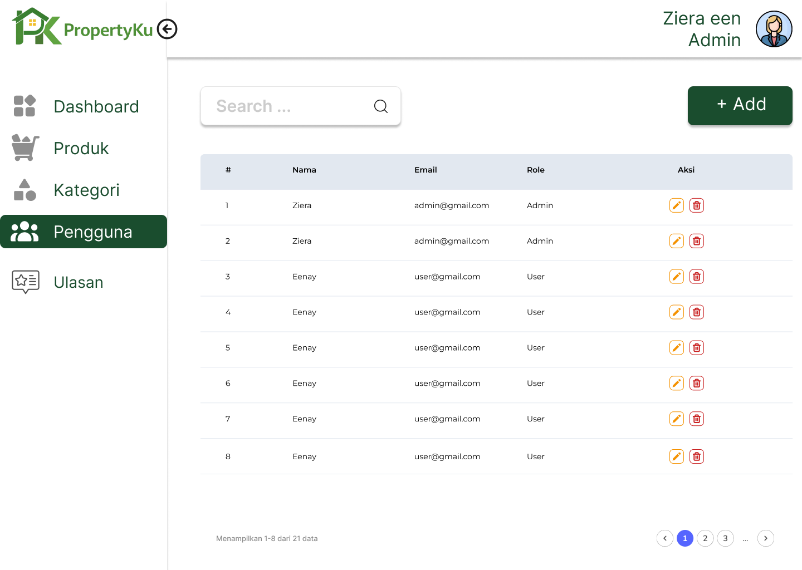 PropertyKu
Ziera een
Admin
Dashboard
Produk
Kategori
Pengguna
Ulasan
Search ...
+ Add
# Nama Email Role Aksi
1 Ziera admin@gmail.com Admin
2 Ziera admin@gmail.com Admin
3 Eenay user@gmail.com User
4 Eenay user@gmail.com User
5 Eenay user@gmail.com User
6 Eenay user@gmail.com User
7 Eenay user@gmail.com User
8 Eenay user@gmail.com User
Menampilkan 1-8 dari 21 data
1 2 3 ...